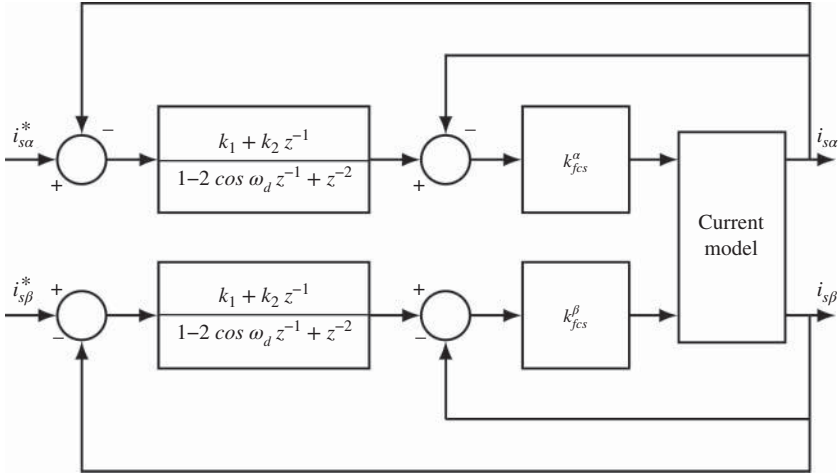 −
i*sα
+
k1 + k2 z−1
1−2 cos ωd z−1 + z−2
−
+
kαfcs
isα
Current
model
i*sβ
+
−
k1 + k2 z−1
1−2 cos ωd z−1 + z−2
+
−
kβfcs
isβ